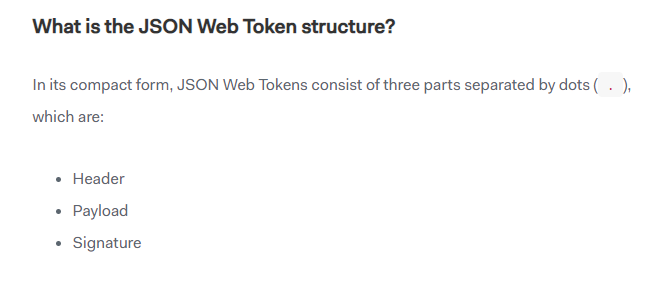 What is the JSON Web Token structure?
In its compact form, JSON Web Tokens consist of three parts separated by dots ( . ),
which are:
• Header
• Payload
• Signature